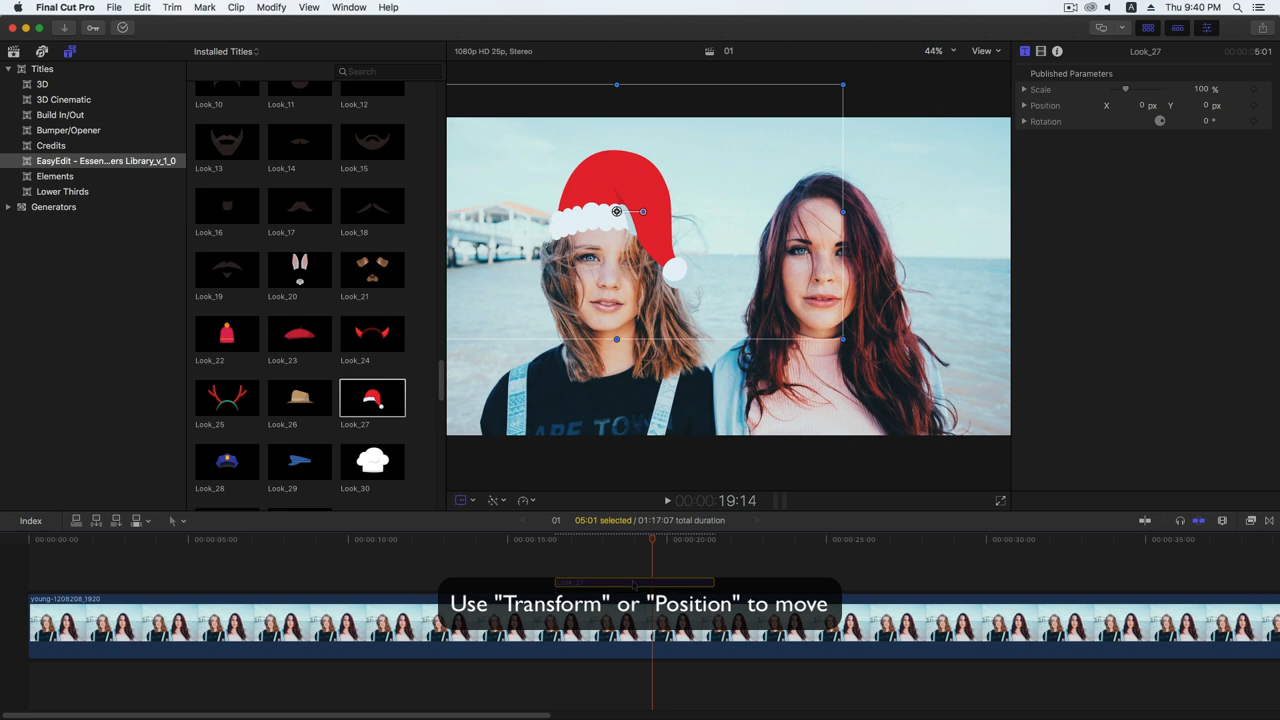 Final Cut Pro File Edit Trim Mark Clip Modify View Window Help
A Thu 9:40 PM
Installed Titles
1080p HD 25p, Stereo
01
44%
View
Look_27
5:01
Titles
3D
3D Cinematic
Build In/Out
Bumper/Opener
Credits
EasyEdit - Essen...ers Library_v_1_0
Elements
Lower Thirds
Generators
Search
Look_10 Look_11 Look_12
Look_13 Look_14 Look_15
Look_16 Look_17 Look_18
Look_19 Look_20 Look_21
Look_22 Look_23 Look_24
Look_25 Look_26 Look_27
Look_28 Look_29 Look_30
Published Parameters
Scale 100 %
Position X 0 px Y 0 px
Rotation 0 °
00:00:19:14
Index
01 05:01 selected / 01:17:07 total duration
00:00:00:00 00:00:05:00 00:00:10:00 00:00:15:00 00:00:20:00 00:00:25:00 00:00:30:00 00:00:35:00
Look_27
young-1208208_1920
Use "Transform" or "Position" to move